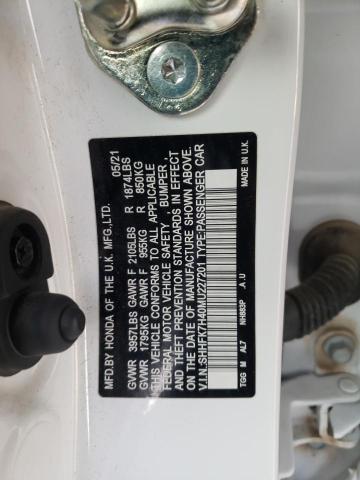 MFD.BY HONDA OF THE U.K. MFG.,LTD. 05/21
GVWR 3957LBS GAWR F 2105LBS R 1874LBS
GVWR 1795KG GAWR F 955KG R 850KG
THIS VEHICLE CONFORMS TO ALL APPLICABLE
FEDERAL MOTOR VEHICLE SAFETY, BUMPER,
AND THEFT PREVENTION STANDARDS IN EFFECT
ON THE DATE OF MANUFACTURE SHOWN ABOVE.
V.I.N.:SHHFK7H40MU227201 TYPE:PASSENGER CAR
TGG M AL7 NH883P .A.U MADE IN U.K.